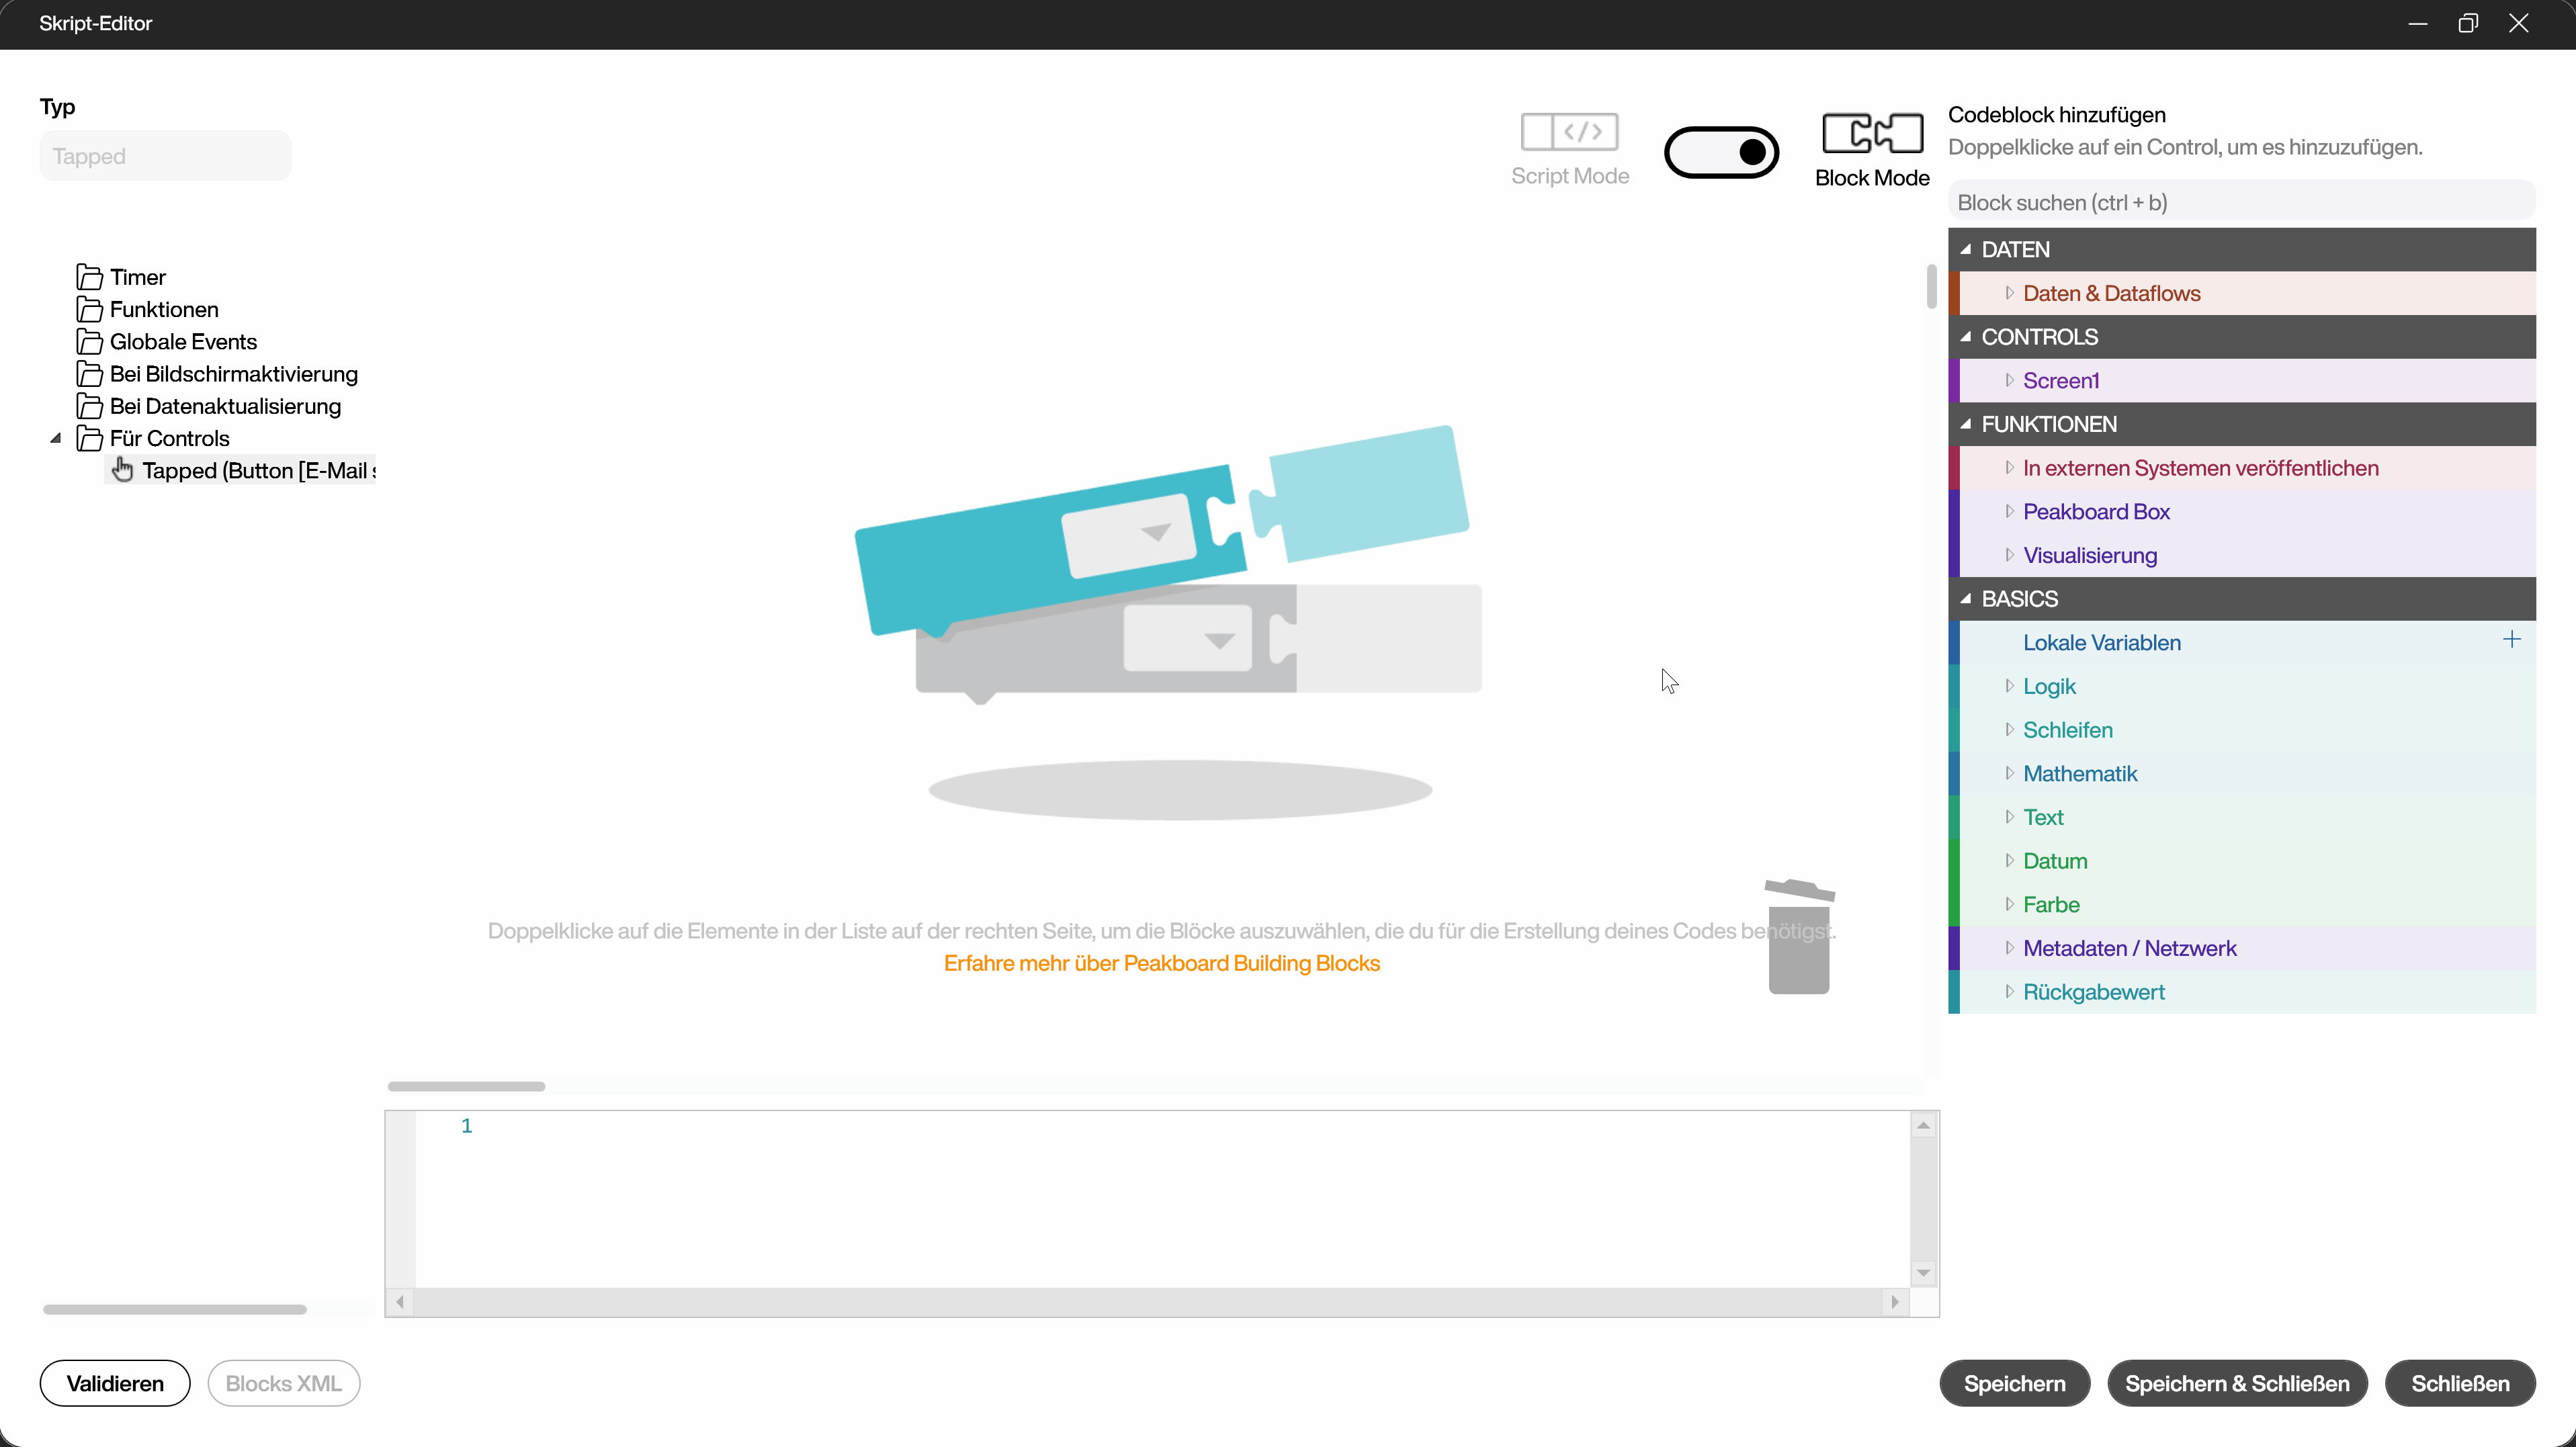 Skript-Editor
Typ
Tapped
Script Mode
Block Mode
Timer
Funktionen
Globale Events
Bei Bildschirmaktivierung
Bei Datenaktualisierung
Für Controls
Tapped (Button [E-Mail s
Doppelklicke auf die Elemente in der Liste auf der rechten Seite, um die Blöcke auszuwählen, die du für die Erstellung deines Codes benötigst.
Erfahre mehr über Peakboard Building Blocks
1
Codeblock hinzufügen
Doppelklicke auf ein Control, um es hinzuzufügen.
Block suchen (ctrl + b)
DATEN
Daten & Dataflows
CONTROLS
Screen1
FUNKTIONEN
In externen Systemen veröffentlichen
Peakboard Box
Visualisierung
BASICS
Lokale Variablen
Logik
Schleifen
Mathematik
Text
Datum
Farbe
Metadaten / Netzwerk
Rückgabewert
Validieren
Blocks XML
Speichern
Speichern & Schließen
Schließen